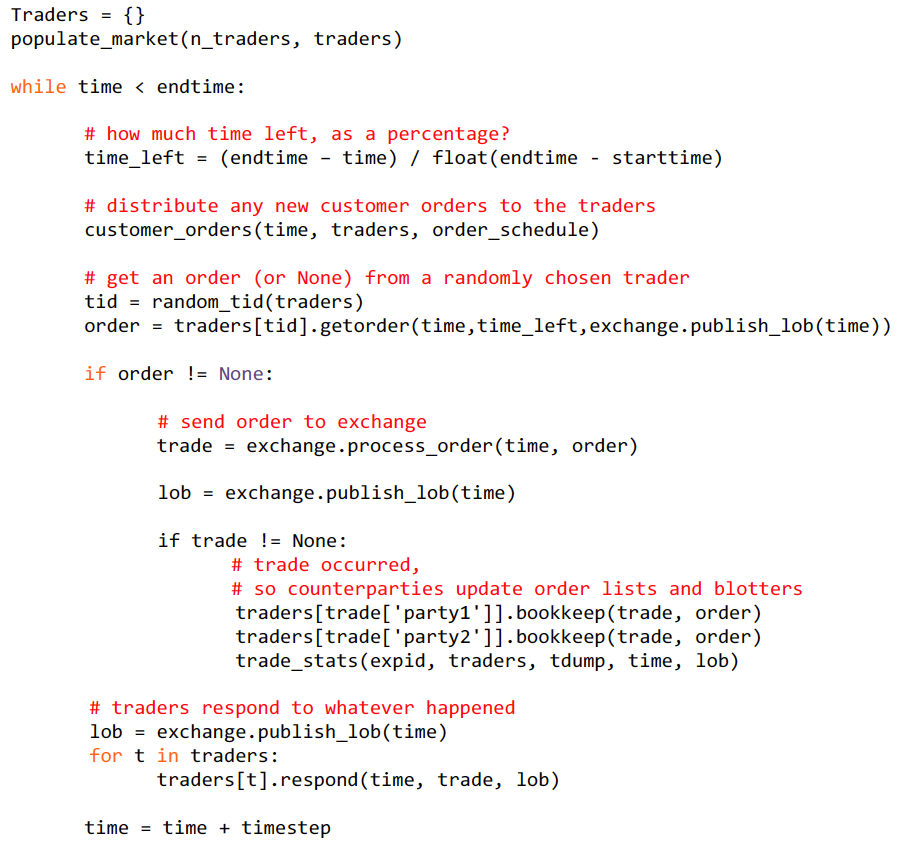 Traders = {}
populate_market(n_traders, traders)
while time < endtime:
# how much time left, as a percentage?
time_left = (endtime – time) / float(endtime - starttime)
# distribute any new customer orders to the traders
customer_orders(time, traders, order_schedule)
# get an order (or None) from a randomly chosen trader
tid = random_tid(traders)
order = traders[tid].getorder(time,time_left,exchange.publish_lob(time))
if order != None:
# send order to exchange
trade = exchange.process_order(time, order)
lob = exchange.publish_lob(time)
if trade != None:
# trade occurred,
# so counterparties update order lists and blotters
traders[trade['party1']].bookkeep(trade, order)
traders[trade['party2']].bookkeep(trade, order)
trade_stats(expid, traders, tdump, time, lob)
# traders respond to whatever happened
lob = exchange.publish_lob(time)
for t in traders:
traders[t].respond(time, trade, lob)
time = time + timestep